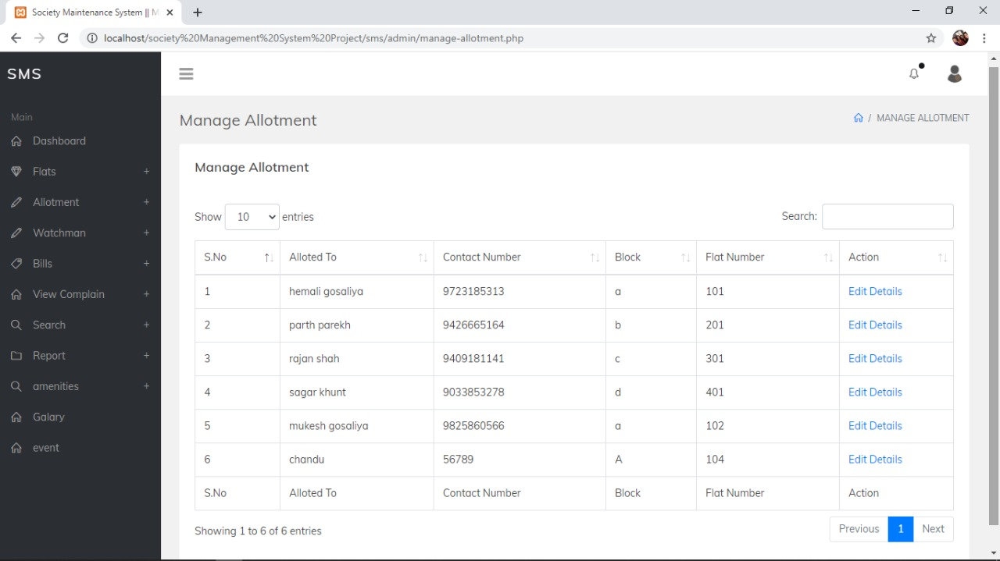 Society Maintenance System || M
localhost/society%20Management%20System%20Project/sms/admin/manage-allotment.php
SMS
Main
Dashboard
Flats +
Allotment +
Watchman +
Bills +
View Complain +
Search +
Report +
amenities +
Galary
event
Manage Allotment
/ MANAGE ALLOTMENT
Manage Allotment
Show 10 entries
Search:
S.No Alloted To Contact Number Block Flat Number Action
1 hemali gosaliya 9723185313 a 101 Edit Details
2 parth parekh 9426665164 b 201 Edit Details
3 rajan shah 9409181141 c 301 Edit Details
4 sagar khunt 9033853278 d 401 Edit Details
5 mukesh gosaliya 9825860566 a 102 Edit Details
6 chandu 56789 A 104 Edit Details
S.No Alloted To Contact Number Block Flat Number Action
Showing 1 to 6 of 6 entries
Previous 1 Next